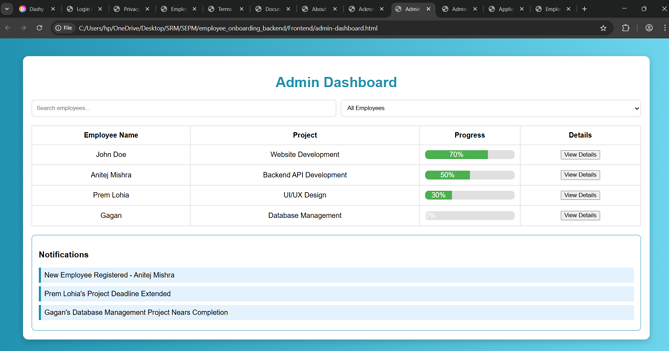 Dashy
Login
Privac
Emplo
Terms
Docu
About
Ackno
Admin
Admin
Applic
Emplo
File C:/Users/hp/OneDrive/Desktop/SRM/SEPM/employee_onboarding_backend/Frontend/admin-dashboard.html
Admin Dashboard
Search employees... All Employees
Employee Name Project Progress Details
John Doe Website Development 70% View Details
Anitej Mishra Backend API Development 50% View Details
Prem Lohia UI/UX Design 30% View Details
Gagan Database Management View Details
Notifications
New Employee Registered - Anitej Mishra
Prem Lohia's Project Deadline Extended
Gagan's Database Management Project Nears Completion